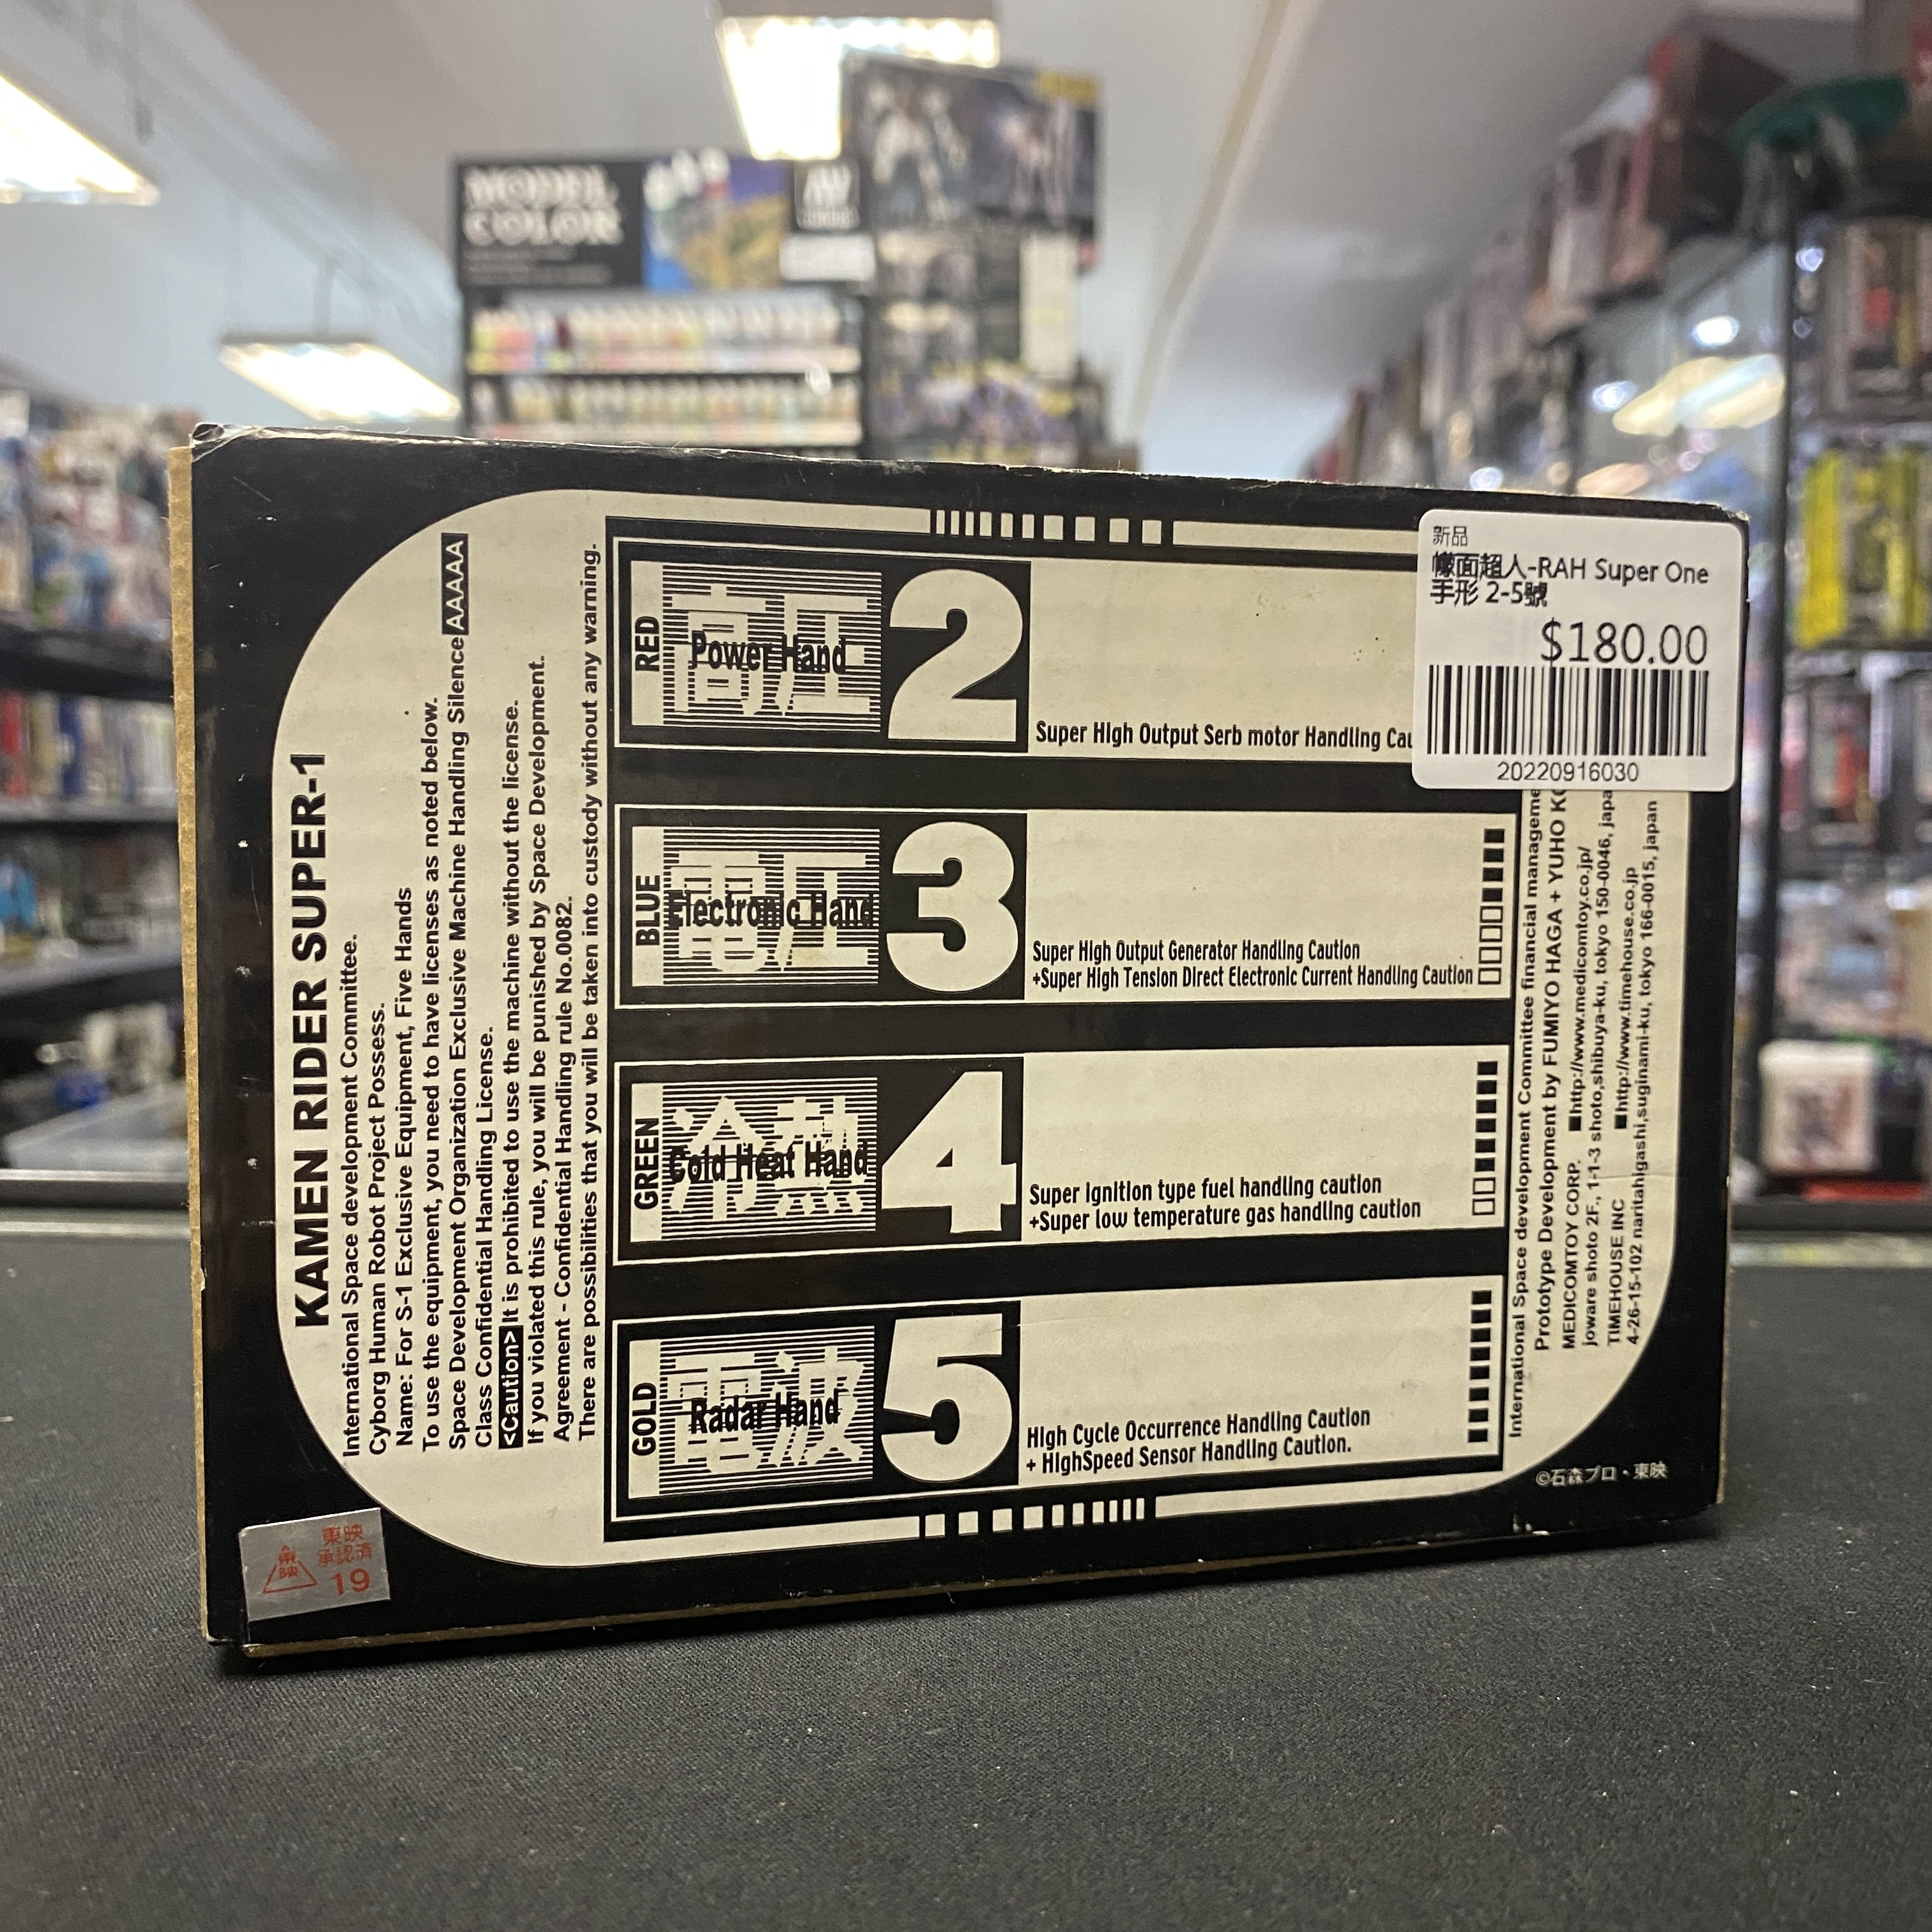 MODEL
COLOR
新品
幪面超人-RAH Super One
手形 2-5號
$180.00
20220916030
KAMEN RIDER SUPER-1
International Space development Committee.
Cyborg Human Robot Project Possess.
Name: For S-1 Exclusive Equipment, Five Hands
To use the equipment, you need to have licenses as noted below.
Space Development Organization Exclusive Machine Handling Silence AAAAA
Class Confidential Handling License.
<Caution> It is prohibited to use the machine without the license.
If you violated this rule, you will be punished by Space Development.
Agreement - Confidential Handling rule No.0082.
There are possibilities that you will be taken into custody without any warning.
RED
高圧
Power Hand
2
Super High Output Serb motor Handling Cau
BLUE
電圧
Electronic Hand
3
Super High Output Generator Handling Caution
+Super High Tension Direct Electronic Current Handling Caution
GREEN
冷熱
Cold Heat Hand
4
Super ignition type fuel handling caution
+Super low temperature gas handling caution
GOLD
電波
Radar Hand
5
High Cycle Occurrence Handling Caution
+ HighSpeed Sensor Handling Caution.
International Space development Committee financial manageme
Prototype Development by FUMIYO HAGA + YUHO KO
MEDICOMTOY CORP. ■http://www.medicomtoy.co.jp/
joware shoto 2F., 1-1-3 shoto,shibuya-ku, tokyo 150-0046, japa
TIMEHOUSE INC ■http://www.timehouse.co.jp
4-26-15-102 naritahigashi,suginami-ku, tokyo 166-0015, japan
©石森プロ・東映
東映
東映
承認済
19